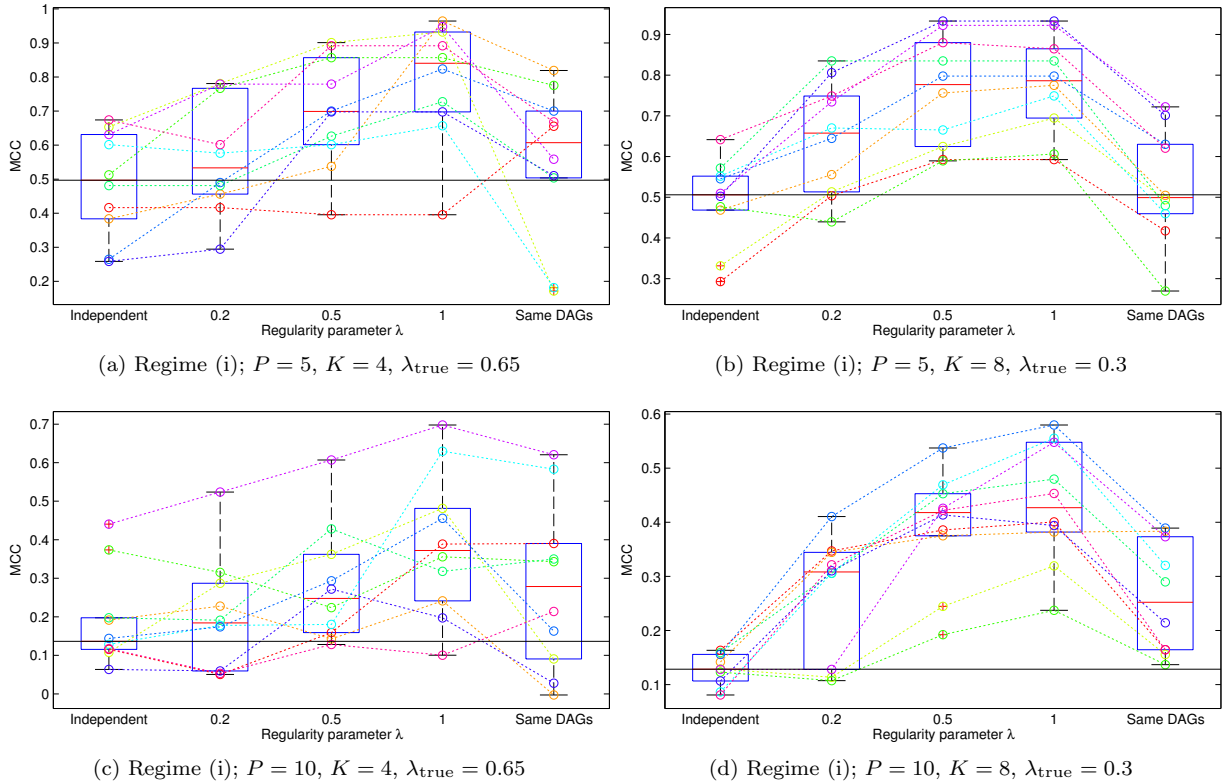 1
0.9
0.8
0.7
0.6
0.5
0.4
0.3
0.2
MCC
Independent 0.2 0.5 1 Same DAGs
Regularity parameter λ
(a) Regime (i); P = 5, K = 4, λtrue = 0.65
0.9
0.8
0.7
0.6
0.5
0.4
0.3
MCC
Independent 0.2 0.5 1 Same DAGs
Regularity parameter λ
(b) Regime (i); P = 5, K = 8, λtrue = 0.3
0.7
0.6
0.5
0.4
0.3
0.2
0.1
0
MCC
Independent 0.2 0.5 1 Same DAGs
Regularity parameter λ
(c) Regime (i); P = 10, K = 4, λtrue = 0.65
0.6
0.5
0.4
0.3
0.2
0.1
MCC
Independent 0.2 0.5 1 Same DAGs
Regularity parameter λ
(d) Regime (i); P = 10, K = 8, λtrue = 0.3